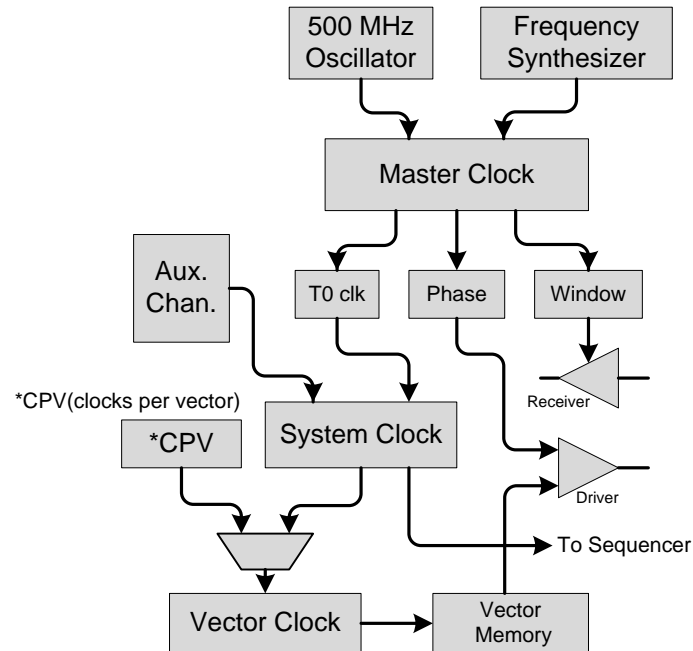 500 MHz
Oscillator
Frequency
Synthesizer
Master Clock
Aux.
Chan.
T0 clk
Phase
Window
Receiver
*CPV(clocks per vector)
*CPV
System Clock
Driver
To Sequencer
Vector Clock
Vector
Memory